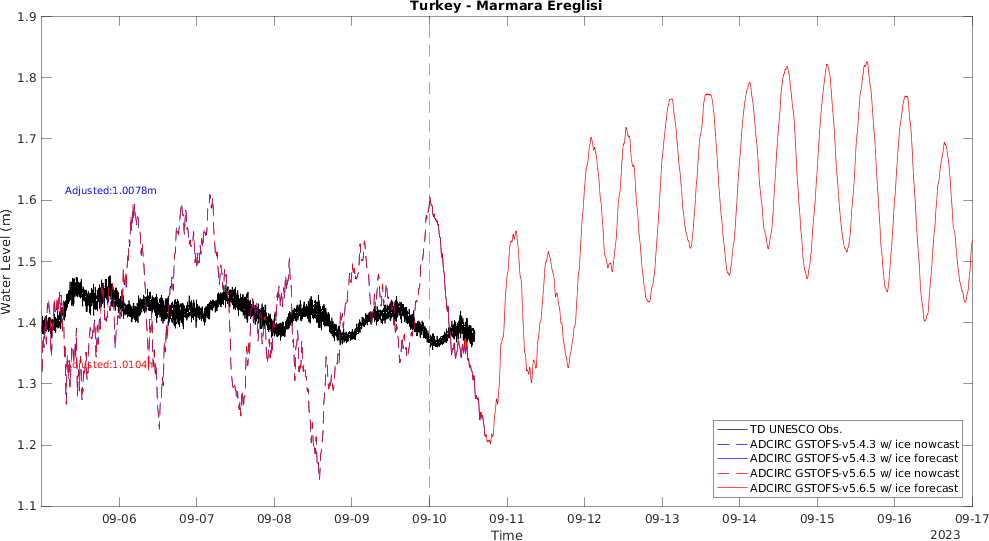 Turkey - Marmara Ereglisi
1.9
1.8
1.7
1.6
1.5
1.4
1.3
1.2
1.1
Water Level (m)
Adjusted:1.0078m
Adjusted:1.0104m
TD UNESCO Obs.
ADCIRC GSTOFS-v5.4.3 w/ ice nowcast
ADCIRC GSTOFS-v5.4.3 w/ ice forecast
ADCIRC GSTOFS-v5.6.5 w/ ice nowcast
ADCIRC GSTOFS-v5.6.5 w/ ice forecast
09-06 09-07 09-08 09-09 09-10 09-11 09-12 09-13 09-14 09-15 09-16 09-17
Time
2023